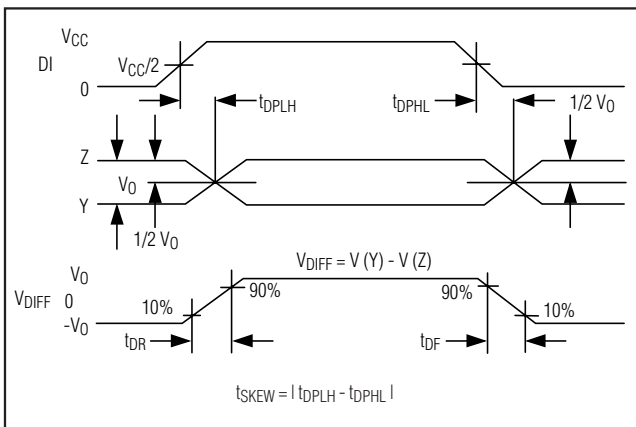 VCC
DI
VCC/2
0
tDPLH
tDPHL
1/2 VO
Z
VO
Y
1/2 VO
VDIFF = V (Y) - V (Z)
VO
VDIFF 0
-VO
10%
90%
90%
10%
tDR
tDF
tSKEW = | tDPLH - tDPHL |